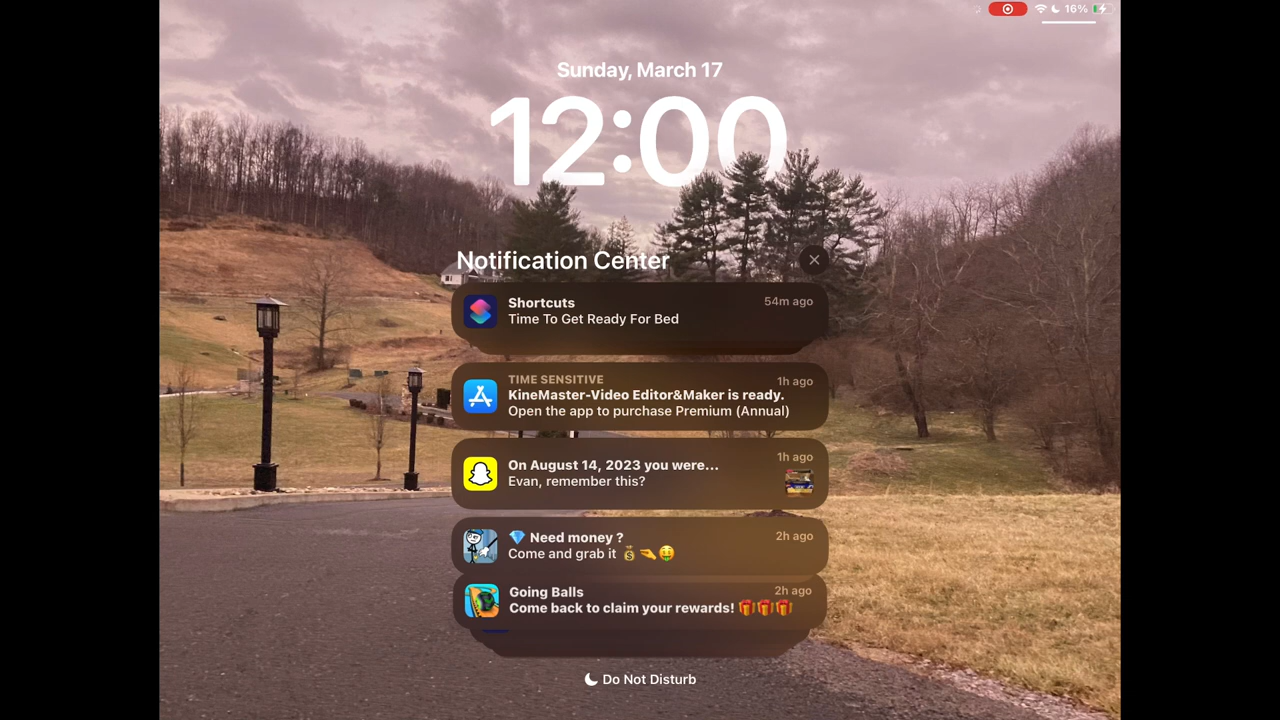 16%
Sunday, March 17
12:00
Notification Center
Shortcuts
54m ago
Time To Get Ready For Bed
TIME SENSITIVE
1h ago
KineMaster-Video Editor&Maker is ready.
Open the app to purchase Premium (Annual)
On August 14, 2023 you were...
1h ago
Evan, remember this?
💎 Need money ?
2h ago
Come and grab it 💰🫴🤑
Going Balls
2h ago
Come back to claim your rewards! 🎁🎁🎁
Do Not Disturb